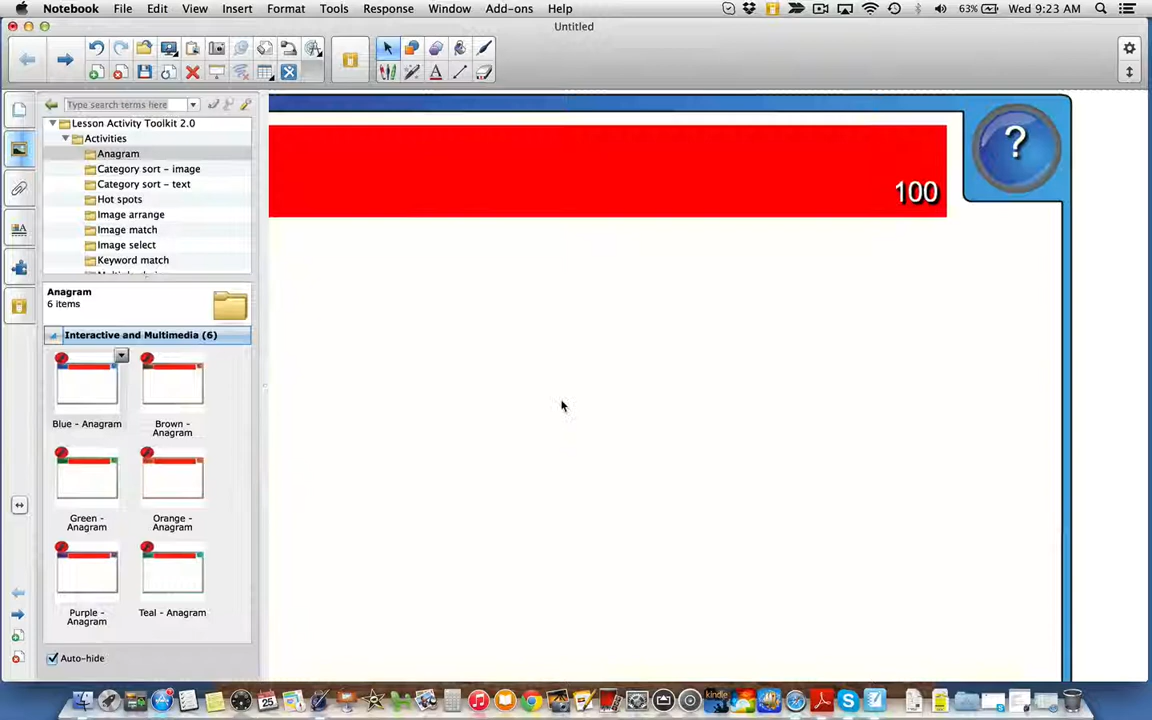 Notebook File Edit View Insert Format Tools Response Window Add-ons Help 63% Wed 9:23 AM
Untitled
Type search terms here
Lesson Activity Toolkit 2.0
Activities
Anagram
Category sort – image
Category sort – text
Hot spots
Image arrange
Image match
Image select
Keyword match
Anagram
6 items
Interactive and Multimedia (6)
Blue – Anagram
Brown –
Anagram
Green –
Anagram
Orange –
Anagram
Purple –
Anagram
Teal – Anagram
Auto-hide
100
?
kindle